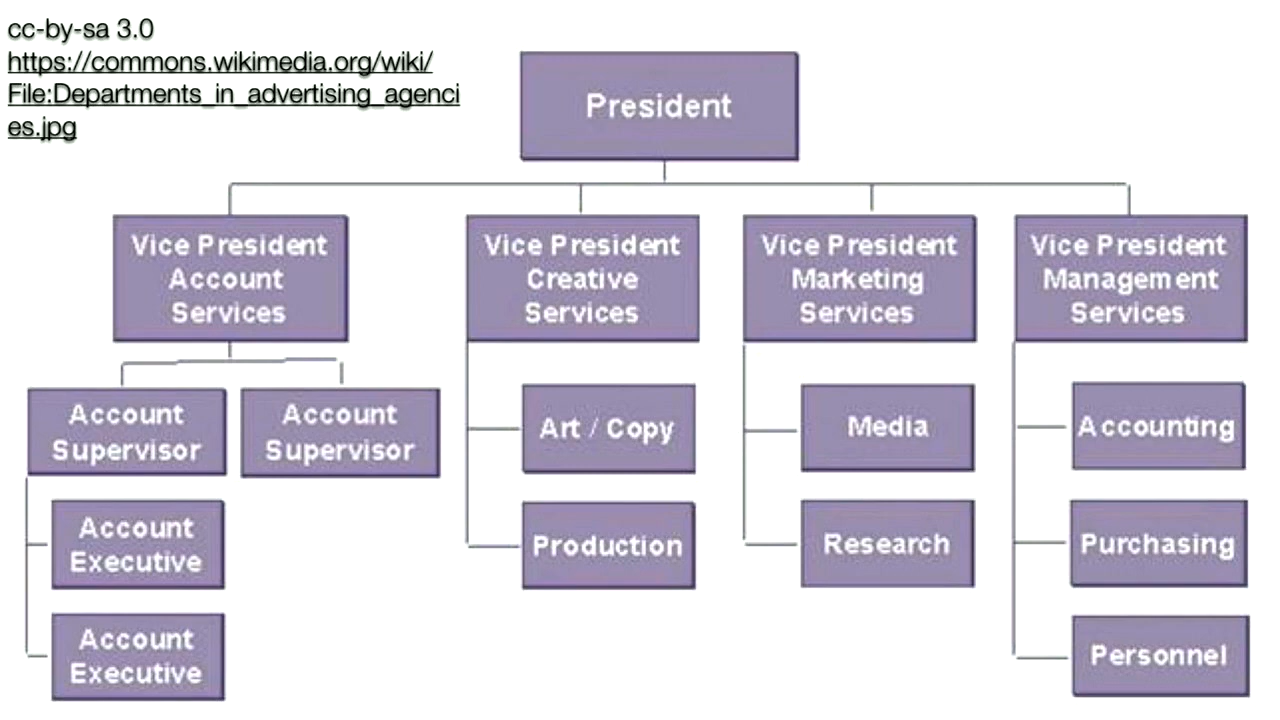 cc-by-sa 3.0
https://commons.wikimedia.org/wiki/
File:Departments_in_advertising_agenci
es.jpg
President
Vice President
Account
Services
Vice President
Creative
Services
Vice President
Marketing
Services
Vice President
Management
Services
Account
Supervisor
Account
Supervisor
Account
Executive
Account
Executive
Art / Copy
Production
Media
Research
Accounting
Purchasing
Personnel